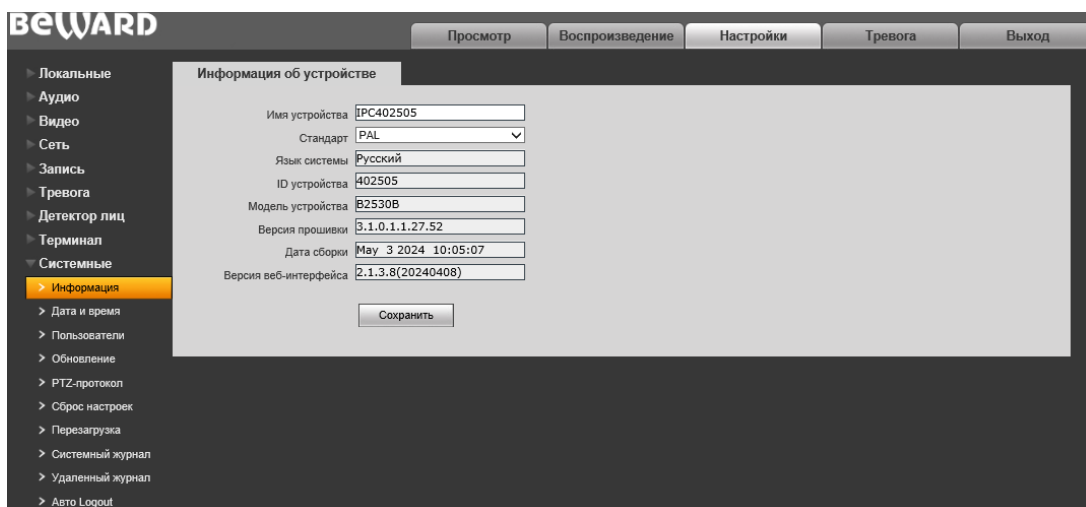 BEWARD
Просмотр Воспроизведение Настройки Тревога Выход
Локальные
Аудио
Видео
Сеть
Запись
Тревога
Детектор лиц
Терминал
Системные
Информация
Дата и время
Пользователи
Обновление
PTZ-протокол
Сброс настроек
Перезагрузка
Системный журнал
Удаленный журнал
Авто Logout
Информация об устройстве
Имя устройства IPC402505
Стандарт PAL
Язык системы Русский
ID устройства 402505
Модель устройства B2530B
Версия прошивки 3.1.0.1.1.27.52
Дата сборки May 3 2024 10:05:07
Версия веб-интерфейса 2.1.3.8(20240408)
Сохранить